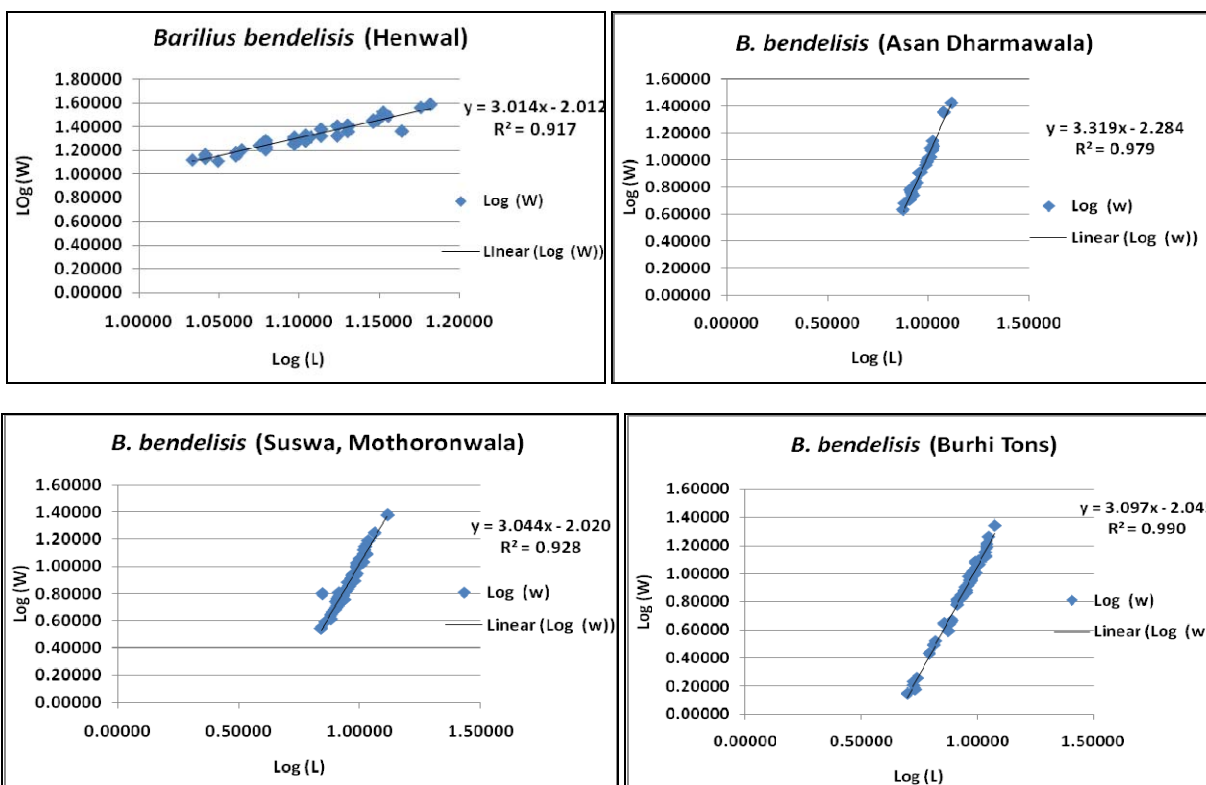 Barilius bendelisis (Henwal)
1.80000
1.60000
1.40000
1.20000
1.00000
0.80000
0.60000
0.40000
0.20000
0.00000
LOg (W)
y = 3.014x - 2.012
R² = 0.917
Log (W)
Linear (Log (W))
1.00000 1.05000 1.10000 1.15000 1.20000
Log (L)
B. bendelisis (Asan Dharmawala)
1.60000
1.40000
1.20000
1.00000
0.80000
0.60000
0.40000
0.20000
0.00000
Log (W)
y = 3.319x - 2.284
R² = 0.979
Log (w)
Linear (Log (w))
0.00000 0.50000 1.00000 1.50000
Log (L)
B. bendelisis (Suswa, Mothoronwala)
1.60000
1.40000
1.20000
1.00000
0.80000
0.60000
0.40000
0.20000
0.00000
Log (W)
y = 3.044x - 2.020
R² = 0.928
Log (w)
Linear (Log (w))
0.00000 0.50000 1.00000 1.50000
Log (L)
B. bendelisis (Burhi Tons)
1.60000
1.40000
1.20000
1.00000
0.80000
0.60000
0.40000
0.20000
0.00000
Log (W)
y = 3.097x - 2.04
R² = 0.990
Log (w)
Linear (Log (w
0.00000 0.50000 1.00000 1.50000
Log (L)